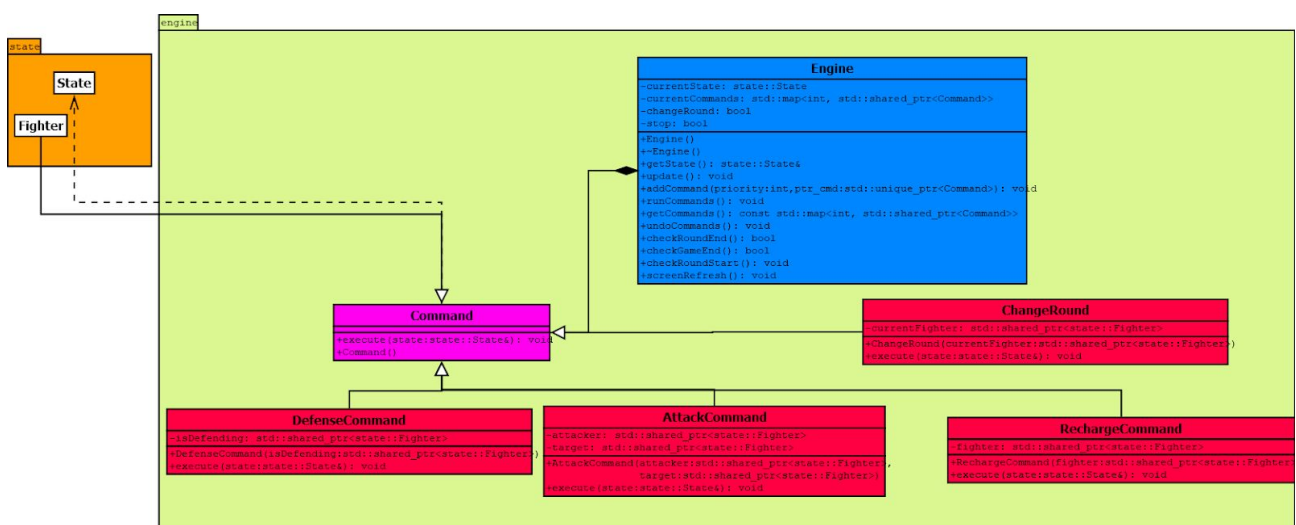 engine
state
State
Fighter
Engine
-currentState: state::State
-currentCommands: std::map<int, std::shared_ptr<Command>>
-changeRound: bool
-stop: bool
+Engine()
+~Engine()
+getState(): state::State&
+update(): void
+addCommand(priority:int,ptr_cmd:std::unique_ptr<Command>): void
+runCommands(): void
+getCommands(): const std::map<int, std::shared_ptr<Command>>
+undoCommands(): void
+checkRoundEnd(): bool
+checkGameEnd(): bool
+checkRoundStart(): void
+screenRefresh(): void
Command
+execute(state:state::State&): void
+Command()
ChangeRound
-currentFighter: std::shared_ptr<state::Fighter>
+ChangeRound(currentFighter:std::shared_ptr<state::Fighter>)
+execute(state:state::State&): void
DefenseCommand
-isDefending: std::shared_ptr<state::Fighter>
+DefenseCommand(isDefending:std::shared_ptr<state::Fighter>)
+execute(state:state::State&): void
AttackCommand
-attacker: std::shared_ptr<state::Fighter>
-target: std::shared_ptr<state::Fighter>
+AttackCommand(attacker:std::shared_ptr<state::Fighter>,
target:std::shared_ptr<state::Fighter>)
+execute(state:state::State&): void
RechargeCommand
-fighter: std::shared_ptr<state::Fighter>
+RechargeCommand(fighter:std::shared_ptr<state::Fighter>
+execute(state:state::State&): void